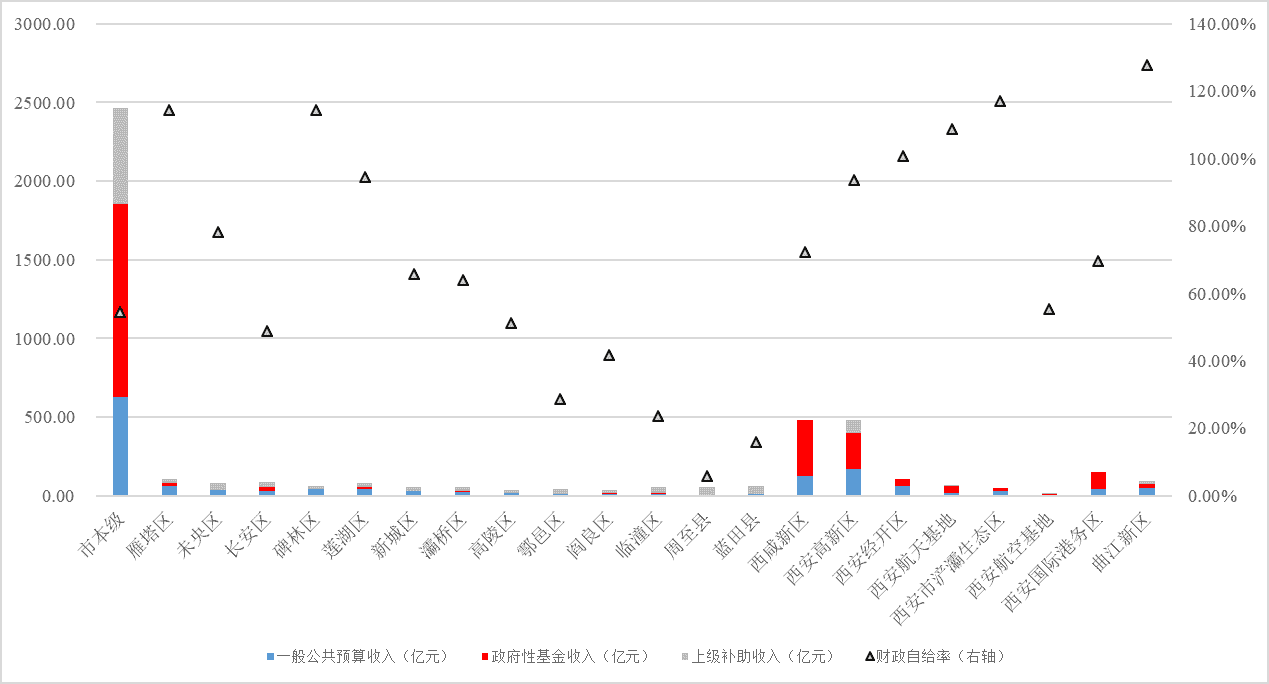 3000.00
2500.00
2000.00
1500.00
1000.00
500.00
0.00
140.00%
120.00%
100.00%
80.00%
60.00%
40.00%
20.00%
0.00%
市本级
雁塔区
未央区
长安区
碑林区
莲湖区
新城区
灞桥区
高陵区
鄠邑区
阎良区
临潼区
周至县
蓝田县
西咸新区
西安高新区
西安经开区
西安航天基地
西安市浐灞生态区
西安航空基地
西安国际港务区
曲江新区
一般公共预算收入（亿元） 政府性基金收入（亿元） 上级补助收入（亿元） 财政自给率（右轴）